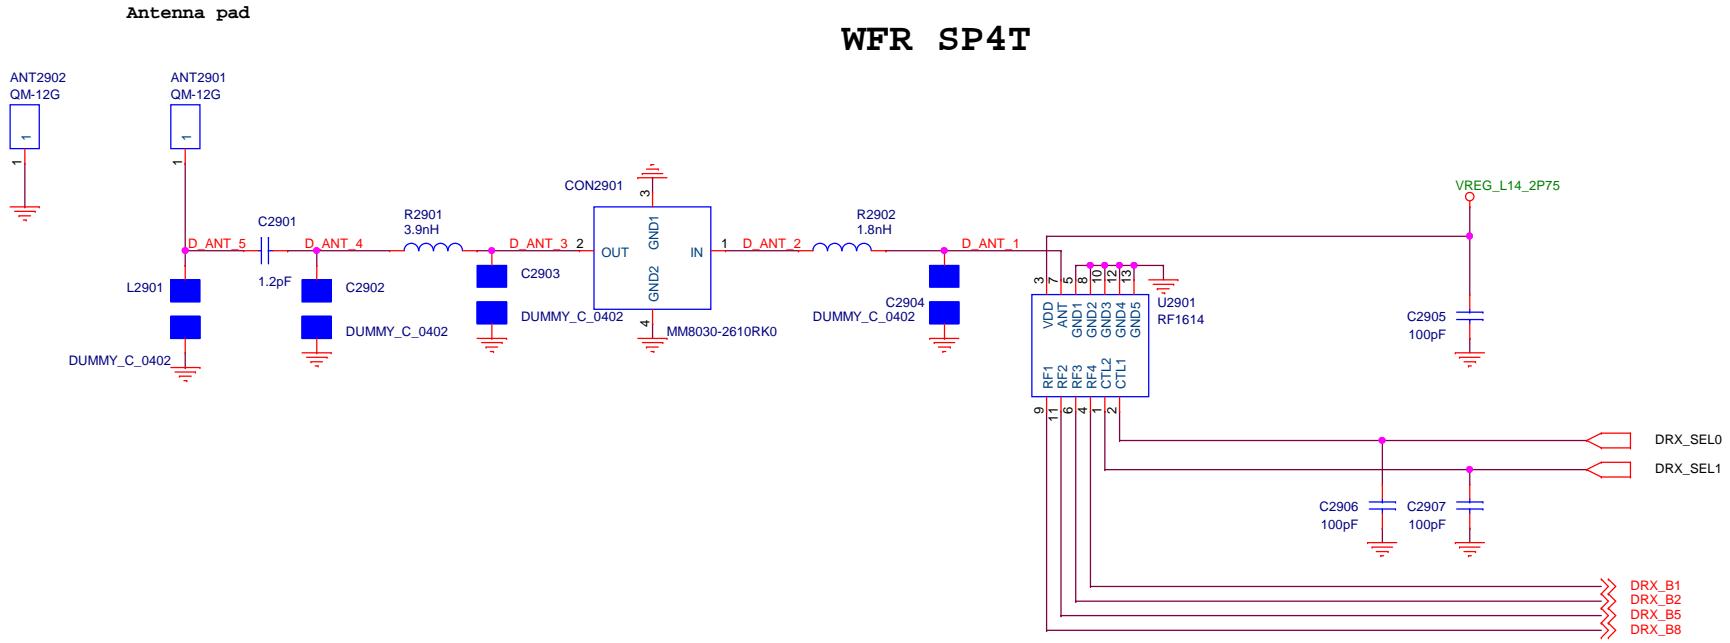 Antenna pad
WFR SP4T
ANT2902
QM-12G
1
1
ANT2901
QM-12G
1
1
D_ANT_5
C2901
1.2pF
D_ANT_4
R2901
3.9nH
D_ANT_3
2
CON2901
OUT
GND1
GND2
IN
3
4
1
MM8030-2610RK0
D_ANT_2
R2902
1.8nH
D_ANT_1
L2901
DUMMY_C_0402
C2902
DUMMY_C_0402
C2903
DUMMY_C_0402
C2904
DUMMY_C_0402
VREG_L14_2P75
3
7
5
8
10
12
13
VDD
ANT
GND1
GND2
GND3
GND4
GND5
U2901
RF1614
RF1
RF2
RF3
RF4
CTL2
CTL1
9
11
6
4
1
2
C2905
100pF
DRX_SEL0
DRX_SEL1
C2906
100pF
C2907
100pF
DRX_B1
DRX_B2
DRX_B5
DRX_B8